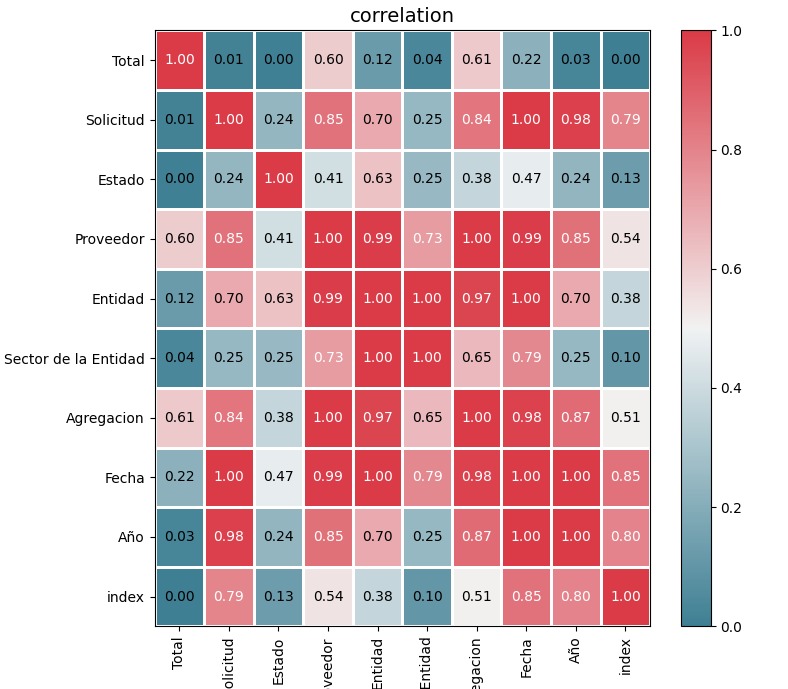 correlation
Total 1.00 0.01 0.00 0.60 0.12 0.04 0.61 0.22 0.03 0.00
Solicitud 0.01 1.00 0.24 0.85 0.70 0.25 0.84 1.00 0.98 0.79
Estado 0.00 0.24 1.00 0.41 0.63 0.25 0.38 0.47 0.24 0.13
Proveedor 0.60 0.85 0.41 1.00 0.99 0.73 1.00 0.99 0.85 0.54
Entidad 0.12 0.70 0.63 0.99 1.00 1.00 0.97 1.00 0.70 0.38
Sector de la Entidad 0.04 0.25 0.25 0.73 1.00 1.00 0.65 0.79 0.25 0.10
Agregacion 0.61 0.84 0.38 1.00 0.97 0.65 1.00 0.98 0.87 0.51
Fecha 0.22 1.00 0.47 0.99 1.00 0.79 0.98 1.00 1.00 0.85
Año 0.03 0.98 0.24 0.85 0.70 0.25 0.87 1.00 1.00 0.80
index 0.00 0.79 0.13 0.54 0.38 0.10 0.51 0.85 0.80 1.00
Total olicitud Estado veedor Entidad Entidad egacion Fecha Año index
1.0
0.8
0.6
0.4
0.2
0.0